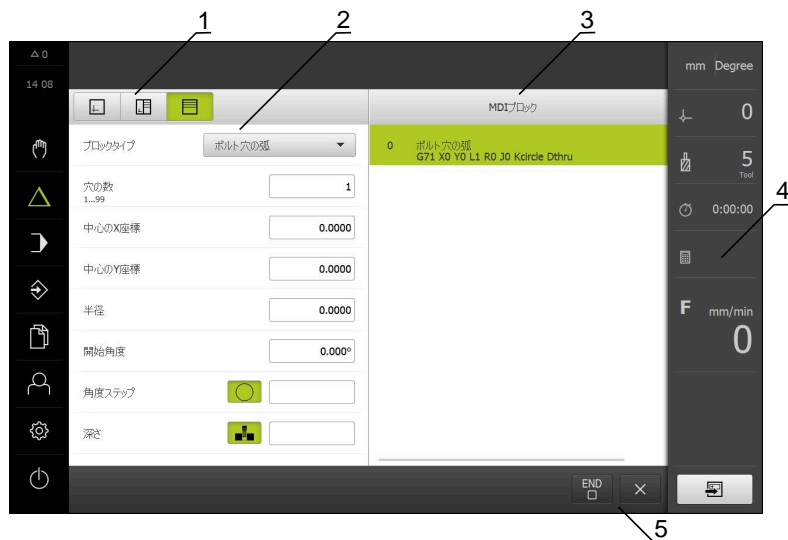 1
2
3
△ 0
14 08
mm Degree
MDIブロック
0
ブロックタイプ
ボルト穴の弧
0 ボルト穴の弧
G71 X0 Y0 L1 R0 J0 Kcircle Dthru
5
Tool
穴の数
1...99
1
4
0:00:00
中心のX座標
0.0000
中心のY座標
0.0000
半径
0.0000
F mm/min
0
開始角度
0.000°
角度ステップ
深さ
END
5